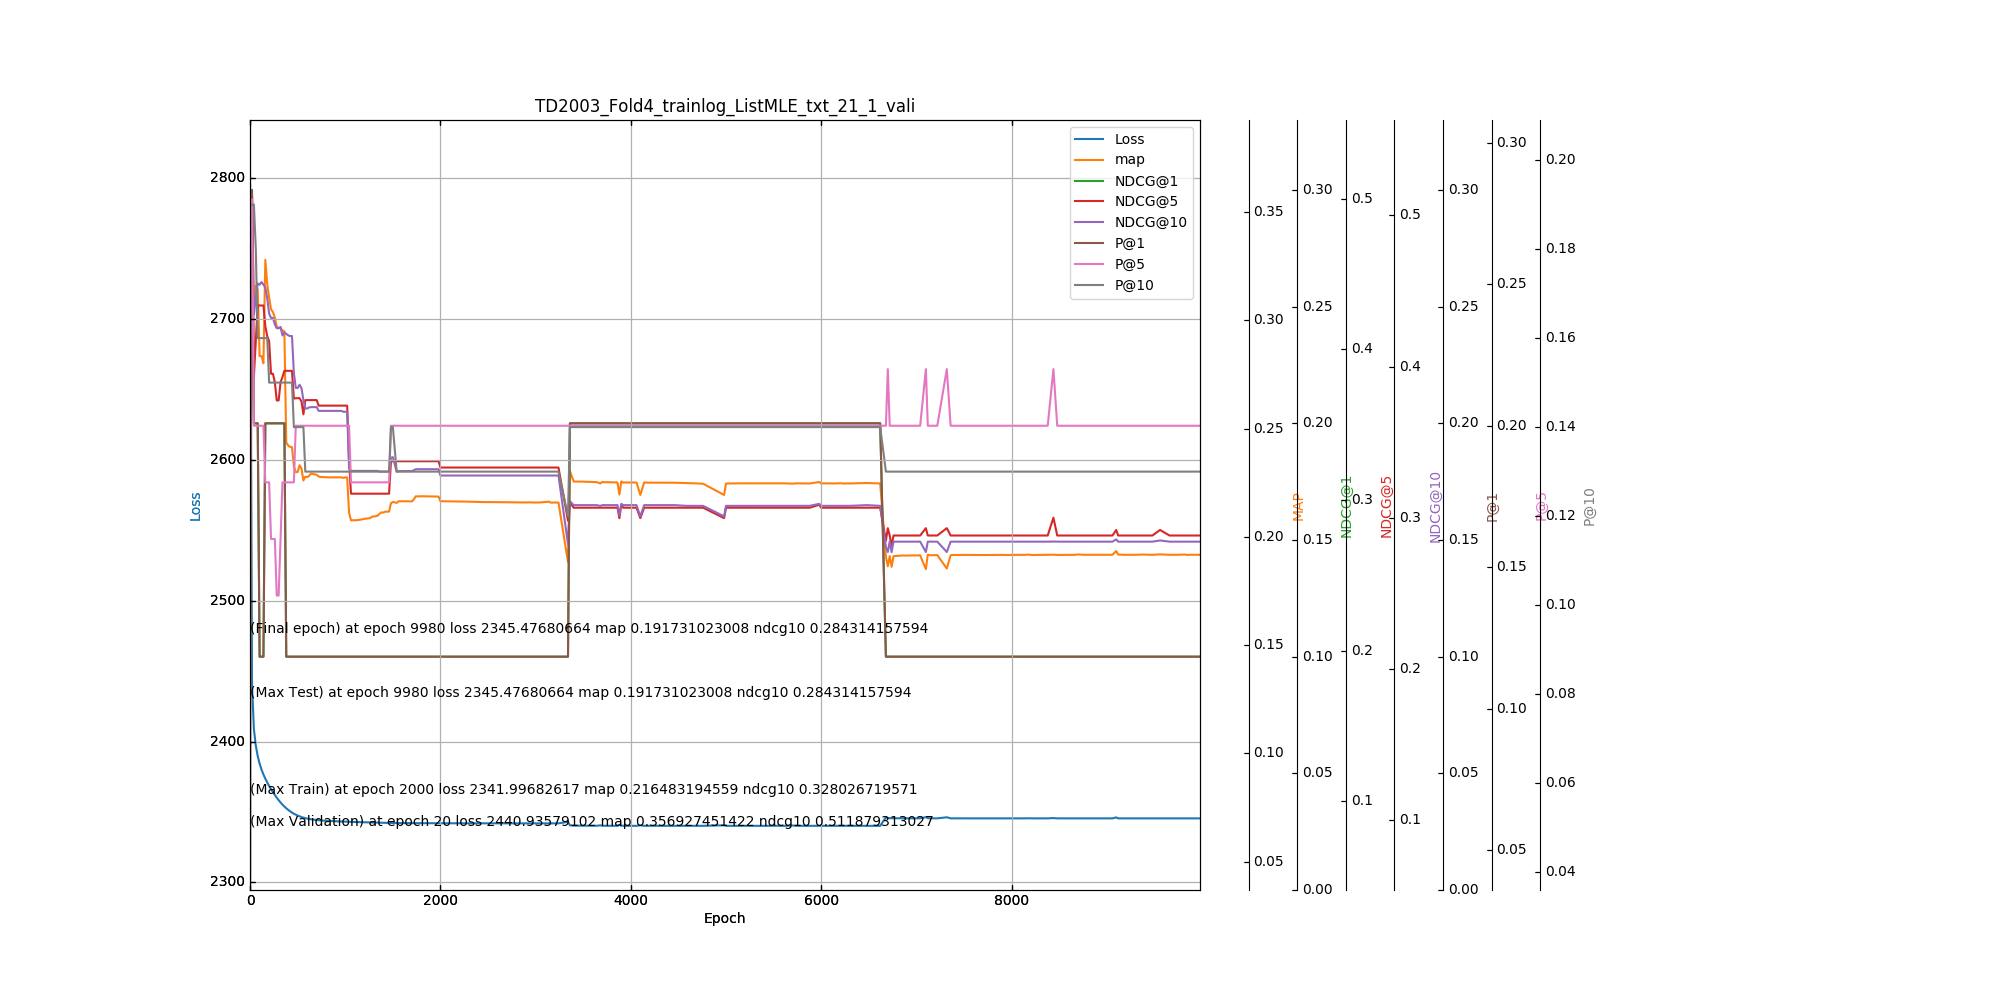 TD2003_Fold4_trainlog_ListMLE_txt_21_1_vali
Loss
map
NDCG@1
NDCG@5
NDCG@10
P@1
P@5
P@10
2800
2700
2600
2500
2400
2300
Loss
(Final epoch) at epoch 9980 loss 2345.47680664 map 0.191731023008 ndcg10 0.284314157594
(Max Test) at epoch 9980 loss 2345.47680664 map 0.191731023008 ndcg10 0.284314157594
(Max Train) at epoch 2000 loss 2341.99682617 map 0.216483194559 ndcg10 0.328026719571
(Max Validation) at epoch 20 loss 2440.93579102 map 0.356927451422 ndcg10 0.511879313027
0 2000 4000 6000 8000
Epoch
0.35
0.30
0.25
0.20
0.15
0.10
0.05
MAP
0.30
0.25
0.20
0.15
0.10
0.05
0.00
NDCG@1
0.5
0.4
0.3
0.2
0.1
NDCG@5
0.5
0.4
0.3
0.2
0.1
NDCG@10
0.30
0.25
0.20
0.15
0.10
0.05
0.00
P@1
0.30
0.25
0.20
0.15
0.10
0.05
P@5
0.20
0.18
0.16
0.14
0.12
0.10
0.08
0.06
0.04
P@10